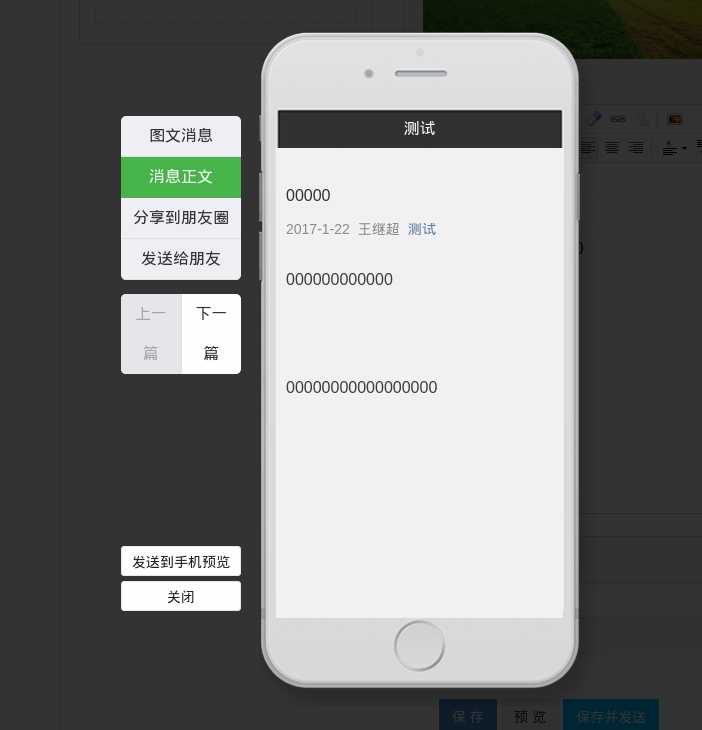 图文消息
消息正文
分享到朋友圈
发送给朋友
上一
篇
下一
篇
发送到手机预览
关闭
测试
00000
2017-1-22 王继超 测试
000000000000
00000000000000000
保 存
预 览
保存并发送